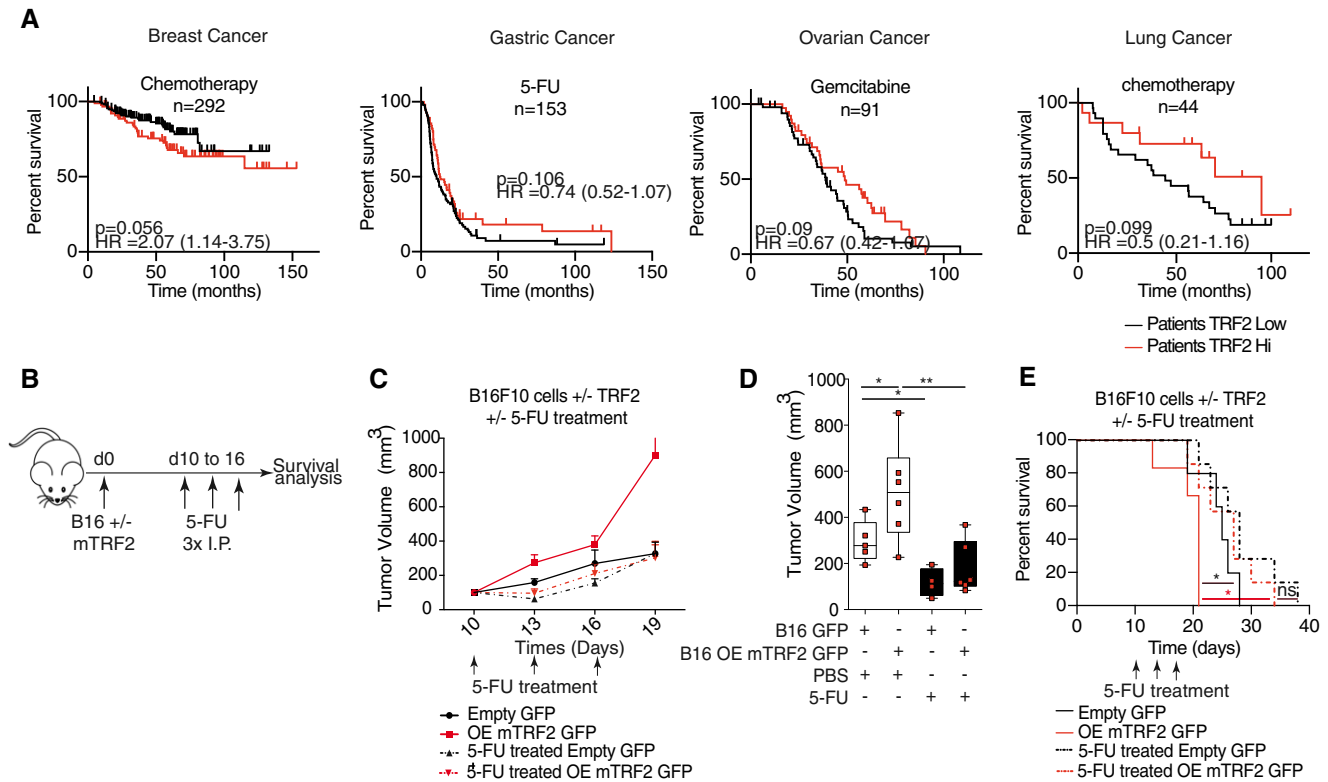 A
Breast Cancer
Chemotherapy
n=292
Percent survival
100
50
0
p=0.056
HR =2.07 (1.14-3.75)
0 50 100 150
Time (months)
Gastric Cancer
5-FU
n=153
Percent survival
100
50
0
p=0.106
HR =0.74 (0.52-1.07)
0 50 100 150
Time (months)
Ovarian Cancer
Gemcitabine
n=91
Percent survival
100
50
0
p=0.09
HR =0.67 (0.42-1.07)
0 50 100
Time (months)
Lung Cancer
chemotherapy
n=44
Percent survival
100
50
0
p=0.099
HR =0.5 (0.21-1.16)
0 50 100
Time (months)
Patients TRF2 Low
Patients TRF2 Hi
B
d0
d10 to 16
Survival
analysis
B16 +/-
mTRF2
5-FU
3x I.P.
C
B16F10 cells +/- TRF2
+/- 5-FU treatment
Tumor Volume (mm3)
1000
800
600
400
200
0
10 13 16 19
Times (Days)
5-FU treatment
Empty GFP
OE mTRF2 GFP
5-FU treated Empty GFP
5-FU treated OE mTRF2 GFP
D
Tumor Volume (mm3)
1000
800
600
400
200
0
* **
*
B16 GFP + - + -
B16 OE mTRF2 GFP - + - +
PBS + + - -
5-FU - - + +
E
B16F10 cells +/- TRF2
+/- 5-FU treatment
Percent survival
100
80
60
40
20
0
*
* ns
0 10 20 30 40
Time (days)
5-FU treatment
Empty GFP
OE mTRF2 GFP
5-FU treated Empty GFP
5-FU treated OE mTRF2 GFP